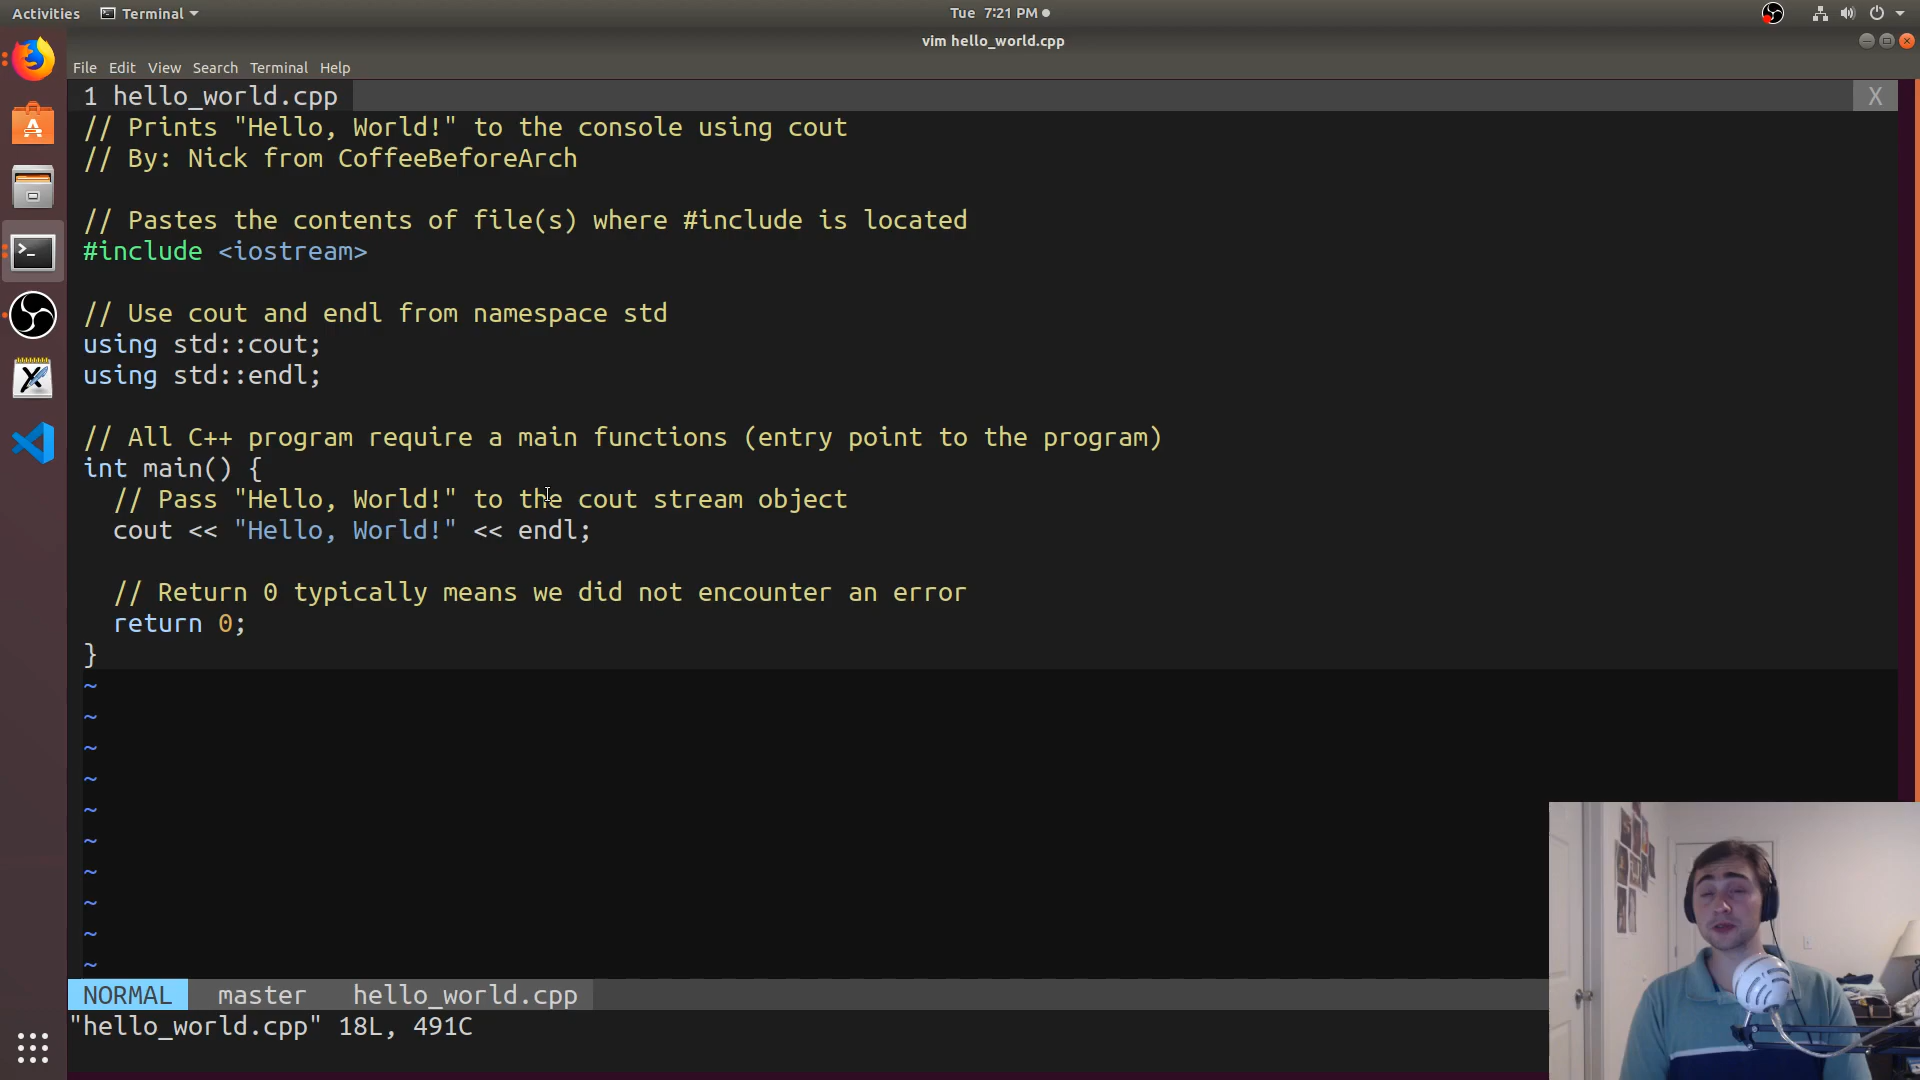 Activities Terminal Tue 7:21 PM
vim hello_world.cpp
File Edit View Search Terminal Help
1 hello_world.cpp X
// Prints "Hello, World!" to the console using cout
// By: Nick from CoffeeBeforeArch
// Pastes the contents of file(s) where #include is located
#include <iostream>
// Use cout and endl from namespace std
using std::cout;
using std::endl;
// All C++ program require a main functions (entry point to the program)
int main() {
// Pass "Hello, World!" to the cout stream object
cout << "Hello, World!" << endl;
// Return 0 typically means we did not encounter an error
return 0;
}
~
~
~
~
~
~
~
~
~
~
NORMAL master hello_world.cpp
"hello_world.cpp" 18L, 491C